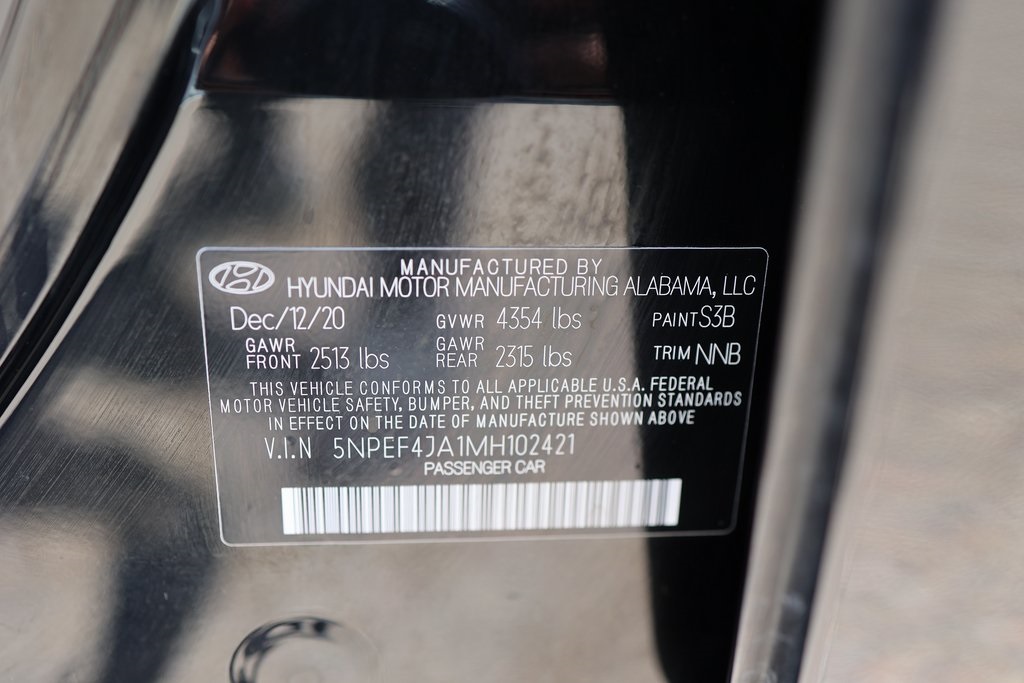 MANUFACTURED BY
HYUNDAI MOTOR MANUFACTURING ALABAMA, LLC
Dec/12/20 GVWR 4354 lbs PAINT S3B
GAWR FRONT 2513 lbs GAWR REAR 2315 lbs TRIM NNB
THIS VEHICLE CONFORMS TO ALL APPLICABLE U.S.A. FEDERAL
MOTOR VEHICLE SAFETY, BUMPER, AND THEFT PREVENTION STANDARDS
IN EFFECT ON THE DATE OF MANUFACTURE SHOWN ABOVE
V.I.N 5NPEF4JA1MH102421
PASSENGER CAR